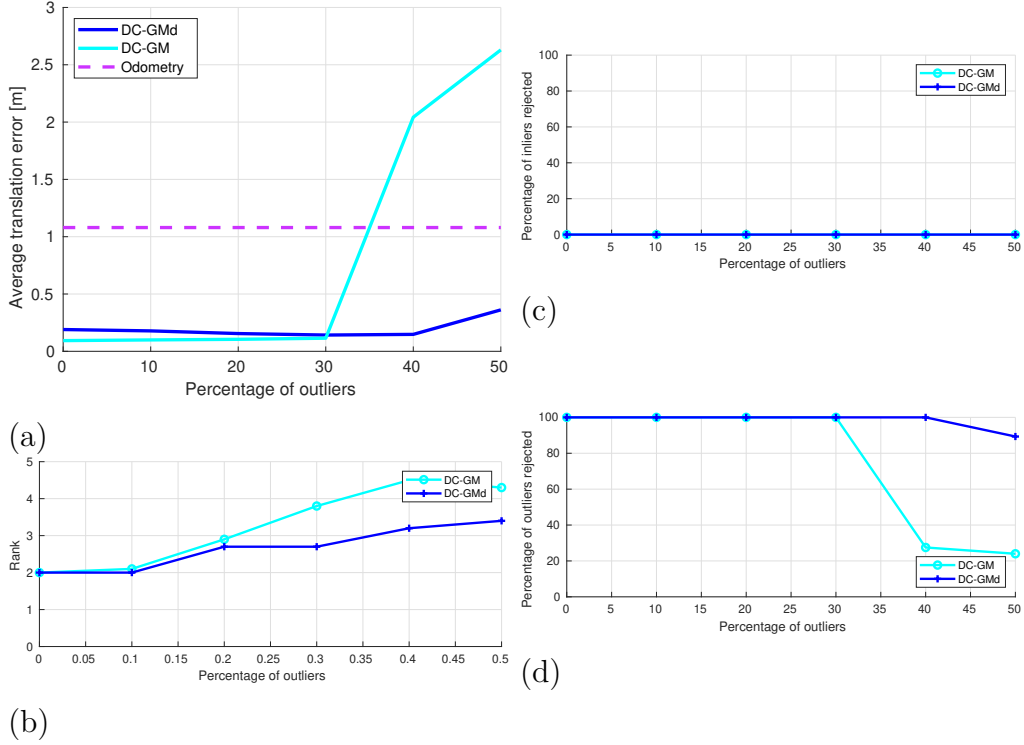 3
2.5
2
1.5
1
0.5
0
Average translation error [m]
DC-GMd
DC-GM
Odometry
0 10 20 30 40 50
Percentage of outliers
(a)
5
4
3
2
1
0
Rank
DC-GM
DC-GMd
0 0.05 0.1 0.15 0.2 0.25 0.3 0.35 0.4 0.45 0.5
Percentage of outliers
(b)
100
80
60
40
20
0
Percentage of inliers rejected
DC-GM
DC-GMd
0 5 10 15 20 25 30 35 40 45 50
Percentage of outliers
(c)
100
80
60
40
20
0
Percentage of outliers rejected
DC-GM
DC-GMd
0 5 10 15 20 25 30 35 40 45 50
Percentage of outliers
(d)